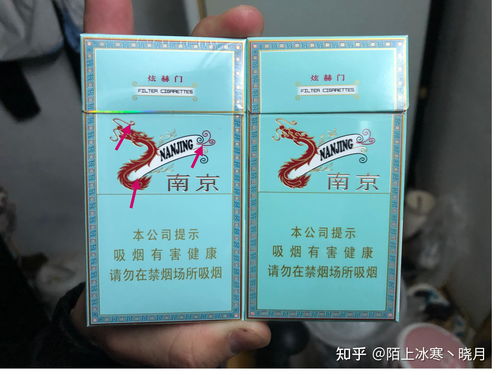 炫赫门
FILTER CIGARETTES
NANJING
南京
本公司提示
吸烟有害健康
请勿在禁烟场所吸烟
炫赫门
FILTER CIGARETTES
NANJING
南京
本公司提示
吸烟有害健康
请勿在禁烟场所吸烟
知乎 @陌上冰寒丶晓月